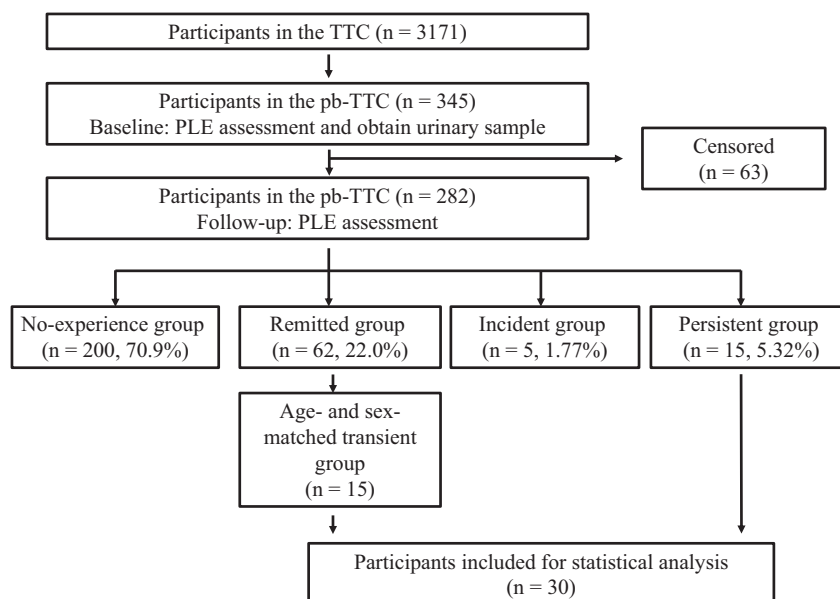 Participants in the TTC (n = 3171)
Participants in the pb-TTC (n = 345)
Baseline: PLE assessment and obtain urinary sample
Censored
(n = 63)
Participants in the pb-TTC (n = 282)
Follow-up: PLE assessment
No-experience group
(n = 200, 70.9%)
Remitted group
(n = 62, 22.0%)
Incident group
(n = 5, 1.77%)
Persistent group
(n = 15, 5.32%)
Age- and sex-
matched transient
group
(n = 15)
Participants included for statistical analysis
(n = 30)